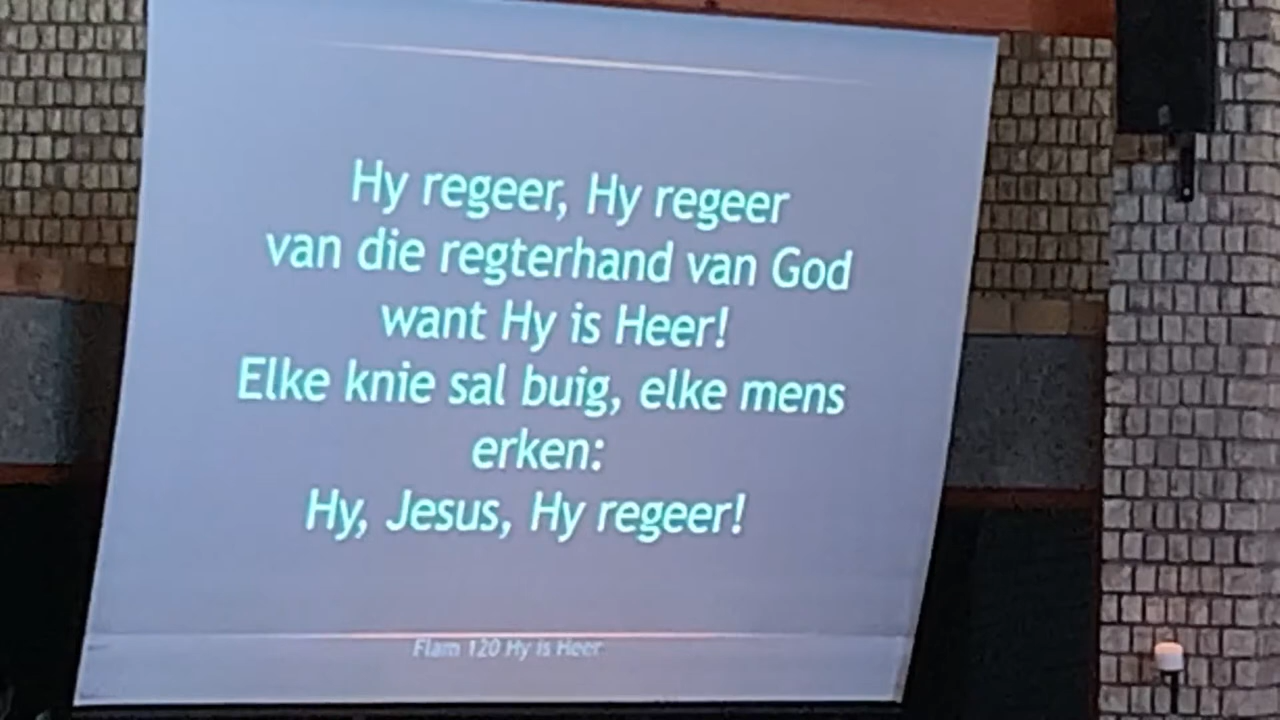 Hy regeer, Hy regeer
van die regterhand van God
want Hy is Heer!
Elke knie sal buig, elke mens
erken:
Hy, Jesus, Hy regeer!
Flam 120 Hy is Heer